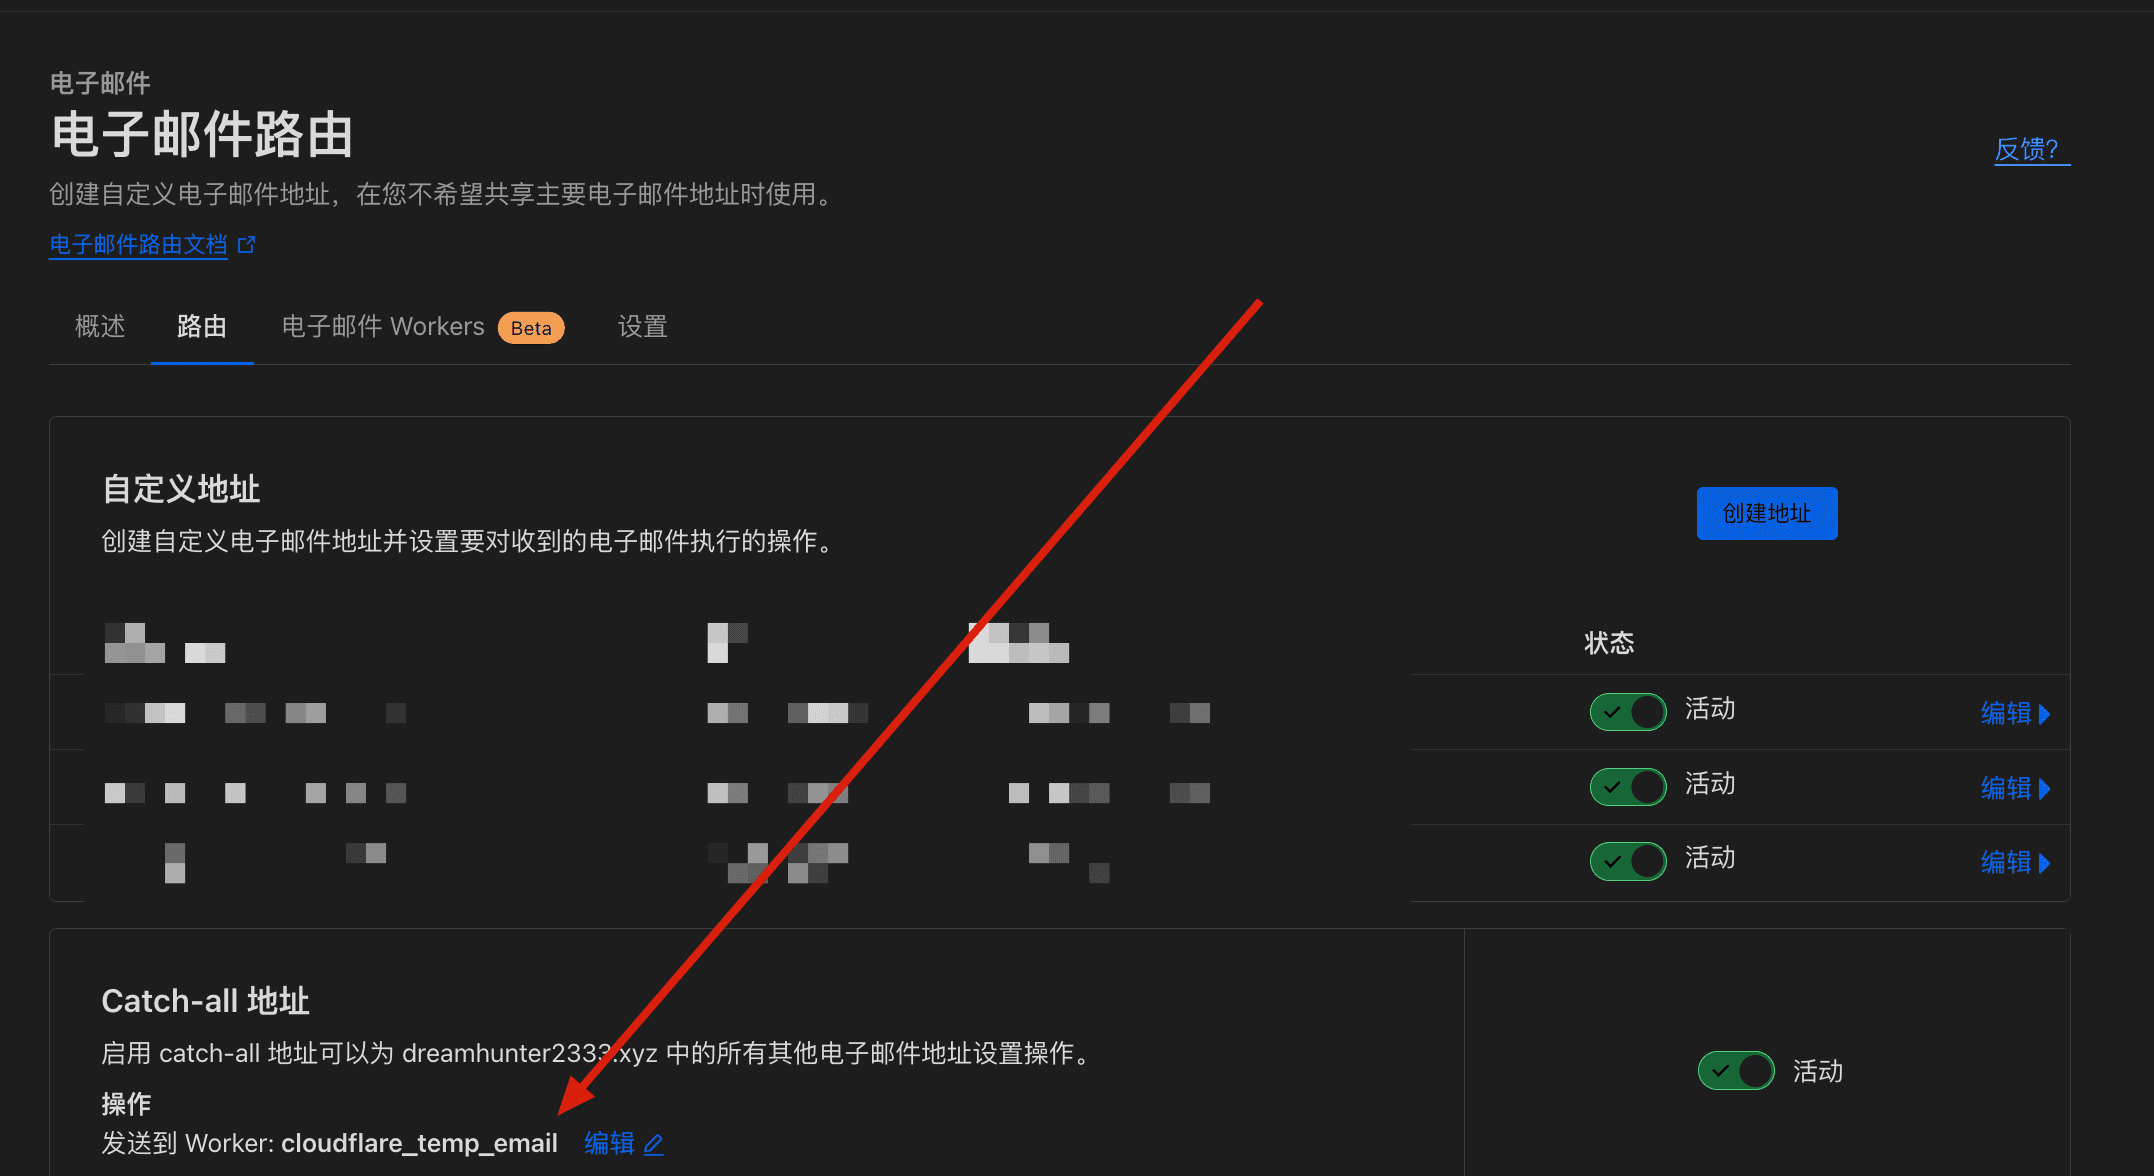 电子邮件
电子邮件路由
反馈?
创建自定义电子邮件地址，在您不希望共享主要电子邮件地址时使用。
电子邮件路由文档
概述 路由 电子邮件 Workers Beta 设置
自定义地址
创建地址
创建自定义电子邮件地址并设置要对收到的电子邮件执行的操作。
状态
活动 编辑
活动 编辑
活动 编辑
Catch-all 地址
启用 catch-all 地址可以为 dreamhunter2333.xyz 中的所有其他电子邮件地址设置操作。
活动
操作
发送到 Worker: cloudflare_temp_email 编辑